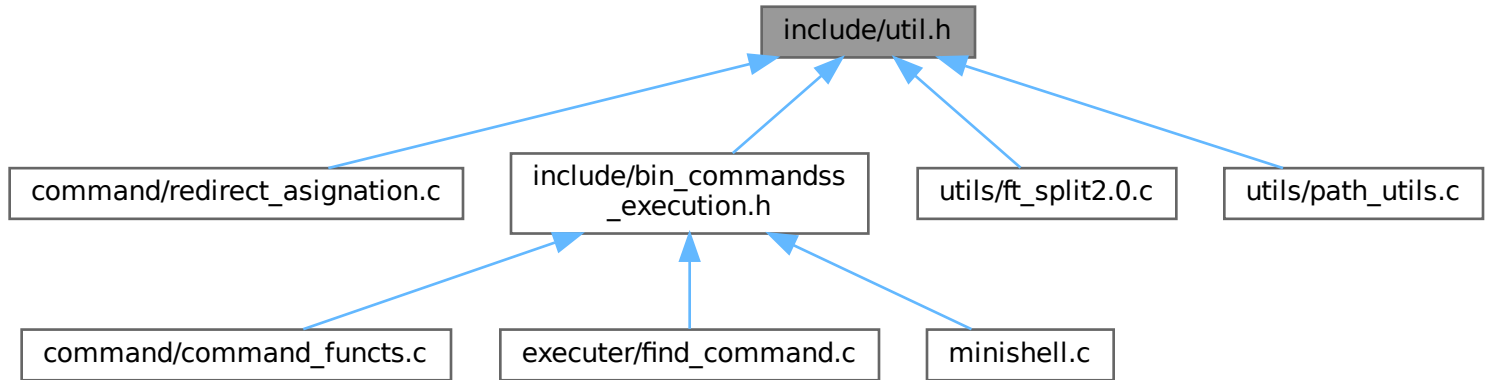 include/util.h
command/redirect_asignation.c
include/bin_commandss
_execution.h
utils/ft_split2.0.c
utils/path_utils.c
command/command_functs.c
executer/find_command.c
minishell.c